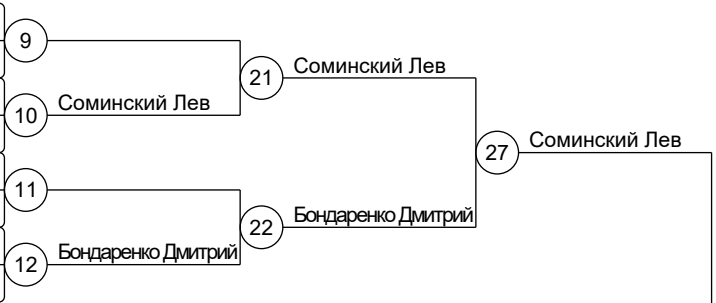 9
21 Соминский Лев
10 Соминский Лев
27 Соминский Лев
11
22 Бондаренко Дмитрий
12 Бондаренко Дмитрий